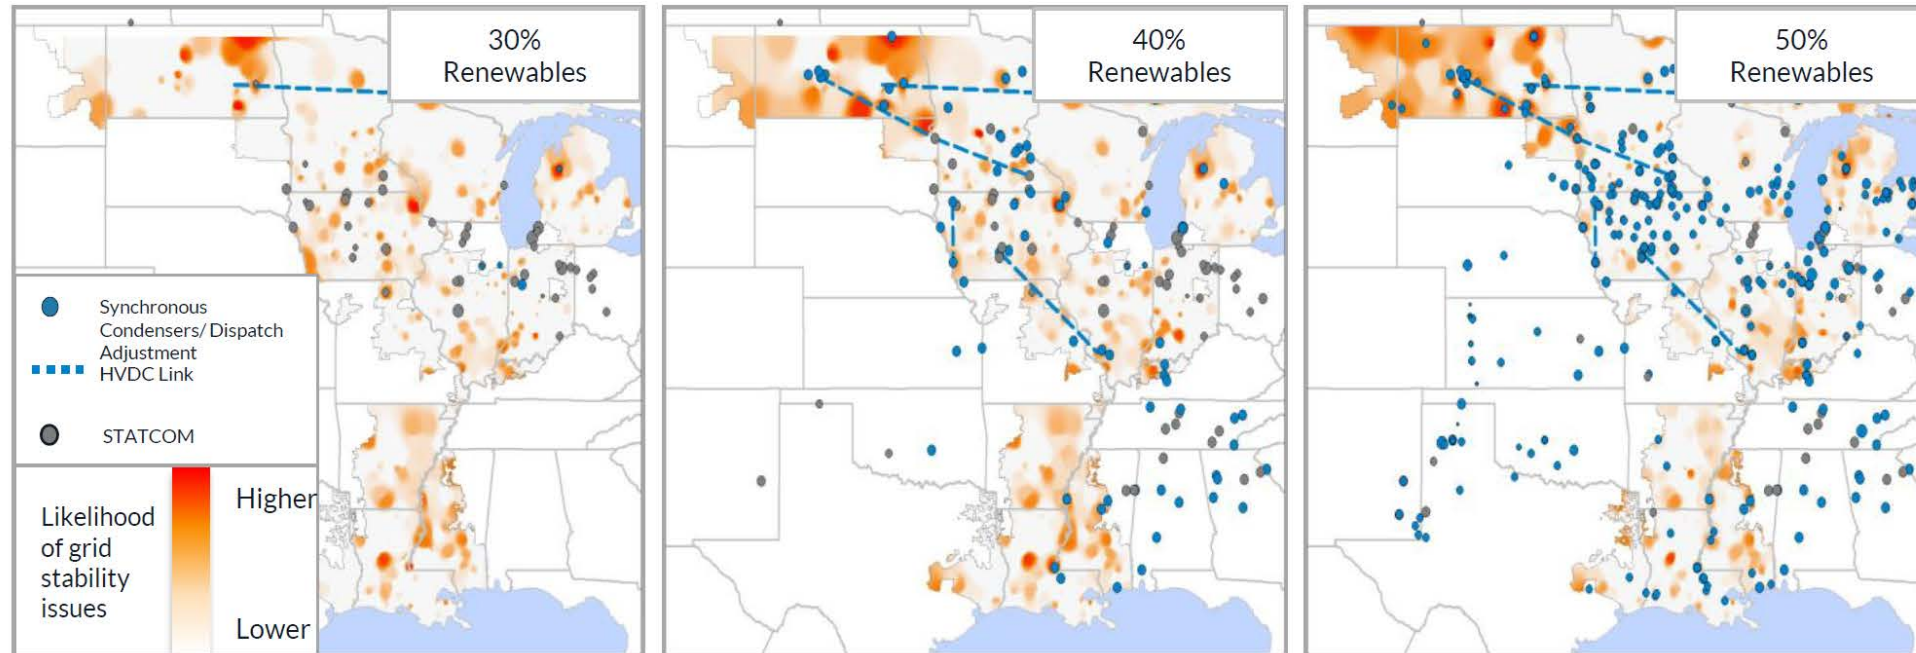 30%
Renewables
40%
Renewables
50%
Renewables
Synchronous
Condensers/ Dispatch
Adjustment
HVDC Link
STATCOM
Likelihood
of grid
stability
issues
Higher
Lower